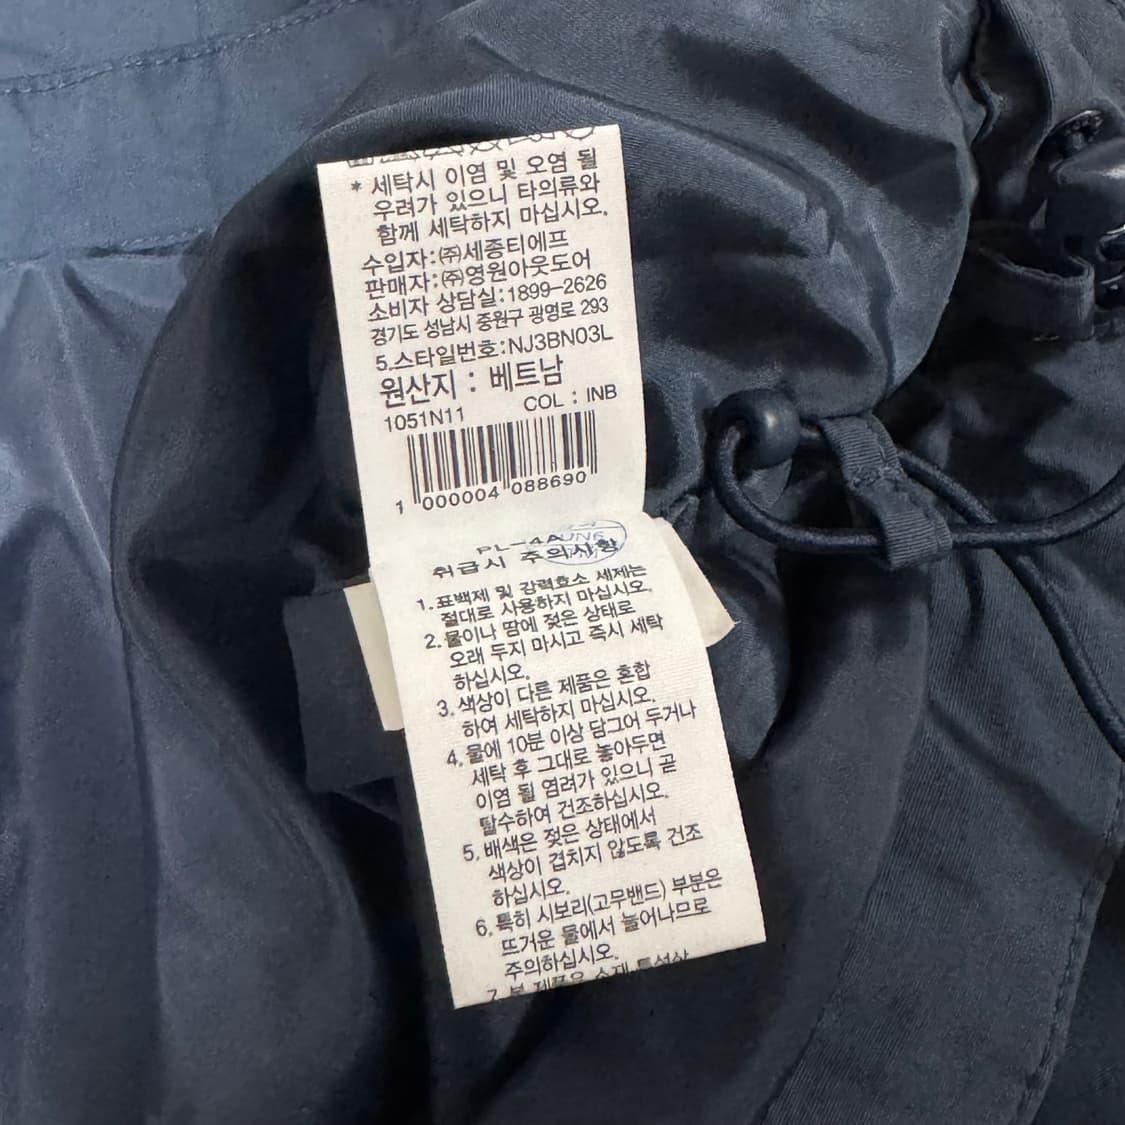 * 세탁시 이염 및 오염 될
우려가 있으니 타의류와
함께 세탁하지 마십시오.
수입자:㈜세종티에프
판매자:㈜영원아웃도어
소비자 상담실:1899-2626
경기도 성남시 중원구 광명로 293
5.스타일번호:NJ3BN03L
원산지 : 베트남
1051N11 COL : INB
1 000004 088690
PL-4A
취급시 주의사항
1.표백제 및 강력효소 세제는
절대로 사용하지 마십시오.
2.물이나 땀에 젖은 상태로
오래 두지 마시고 즉시 세탁
하십시오.
3.색상이 다른 제품은 혼합
하여 세탁하지 마십시오.
4.물에 10분 이상 담그어 두거나
세탁 후 그대로 놓아두면
이염 될 염려가 있으니 곧
탈수하여 건조하십시오.
5.배색은 젖은 상태에서
색상이 겹치지 않도록 건조
하십시오.
6.특히 시보리(고무밴드) 부분은
뜨거운 물에서 늘어나므로
주의하십시오.
7.본 제품은 소재 특성상